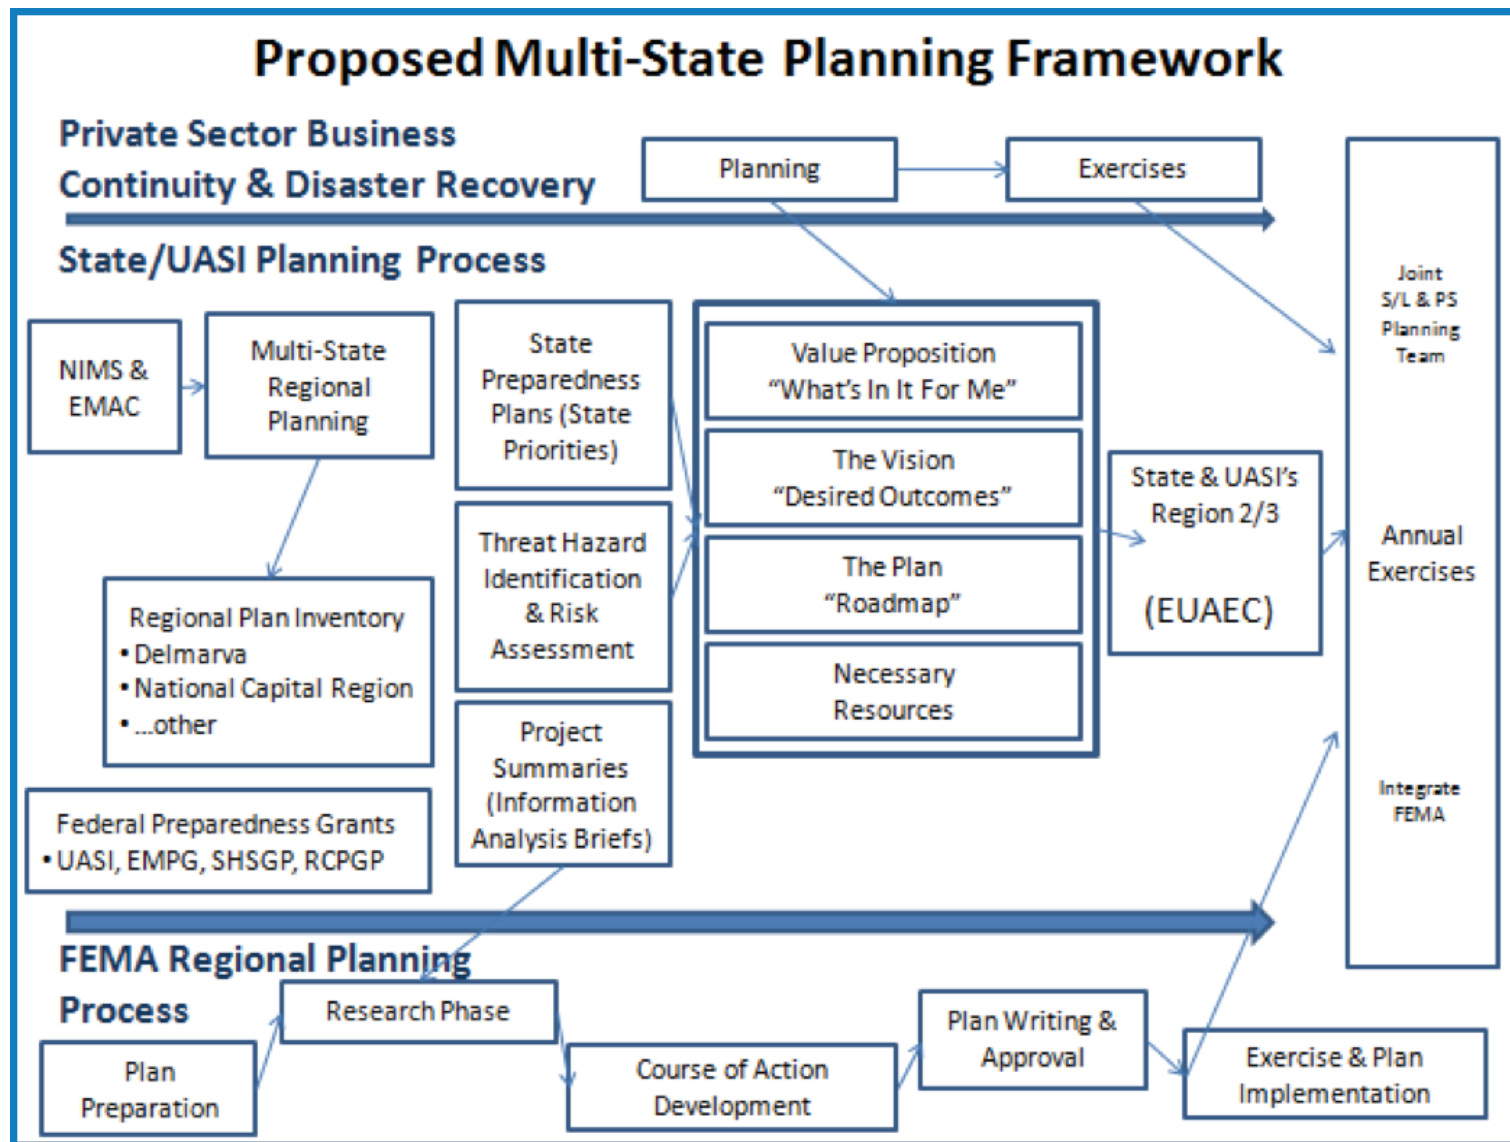 Proposed Multi-State Planning Framework
Private Sector Business
Continuity & Disaster Recovery
Planning
Exercises
State/UASI Planning Process
NIMS &
EMAC
Multi-State
Regional
Planning
Regional Plan Inventory
• Delmarva
• National Capital Region
• ...other
Federal Preparedness Grants
• UASI, EMPG, SHSGP, RCPGP
State
Preparedness
Plans (State
Priorities)
Threat Hazard
Identification
& Risk
Assessment
Project
Summaries
(Information
Analysis Briefs)
Value Proposition
“What’s In It For Me”
The Vision
“Desired Outcomes”
The Plan
“Roadmap”
Necessary
Resources
State & UASI’s
Region 2/3
(EUAEC)
Joint
S/L & PS
Planning
Team
Annual
Exercises
Integrate
FEMA
FEMA Regional Planning
Process
Plan
Preparation
Research Phase
Course of Action
Development
Plan Writing &
Approval
Exercise & Plan
Implementation